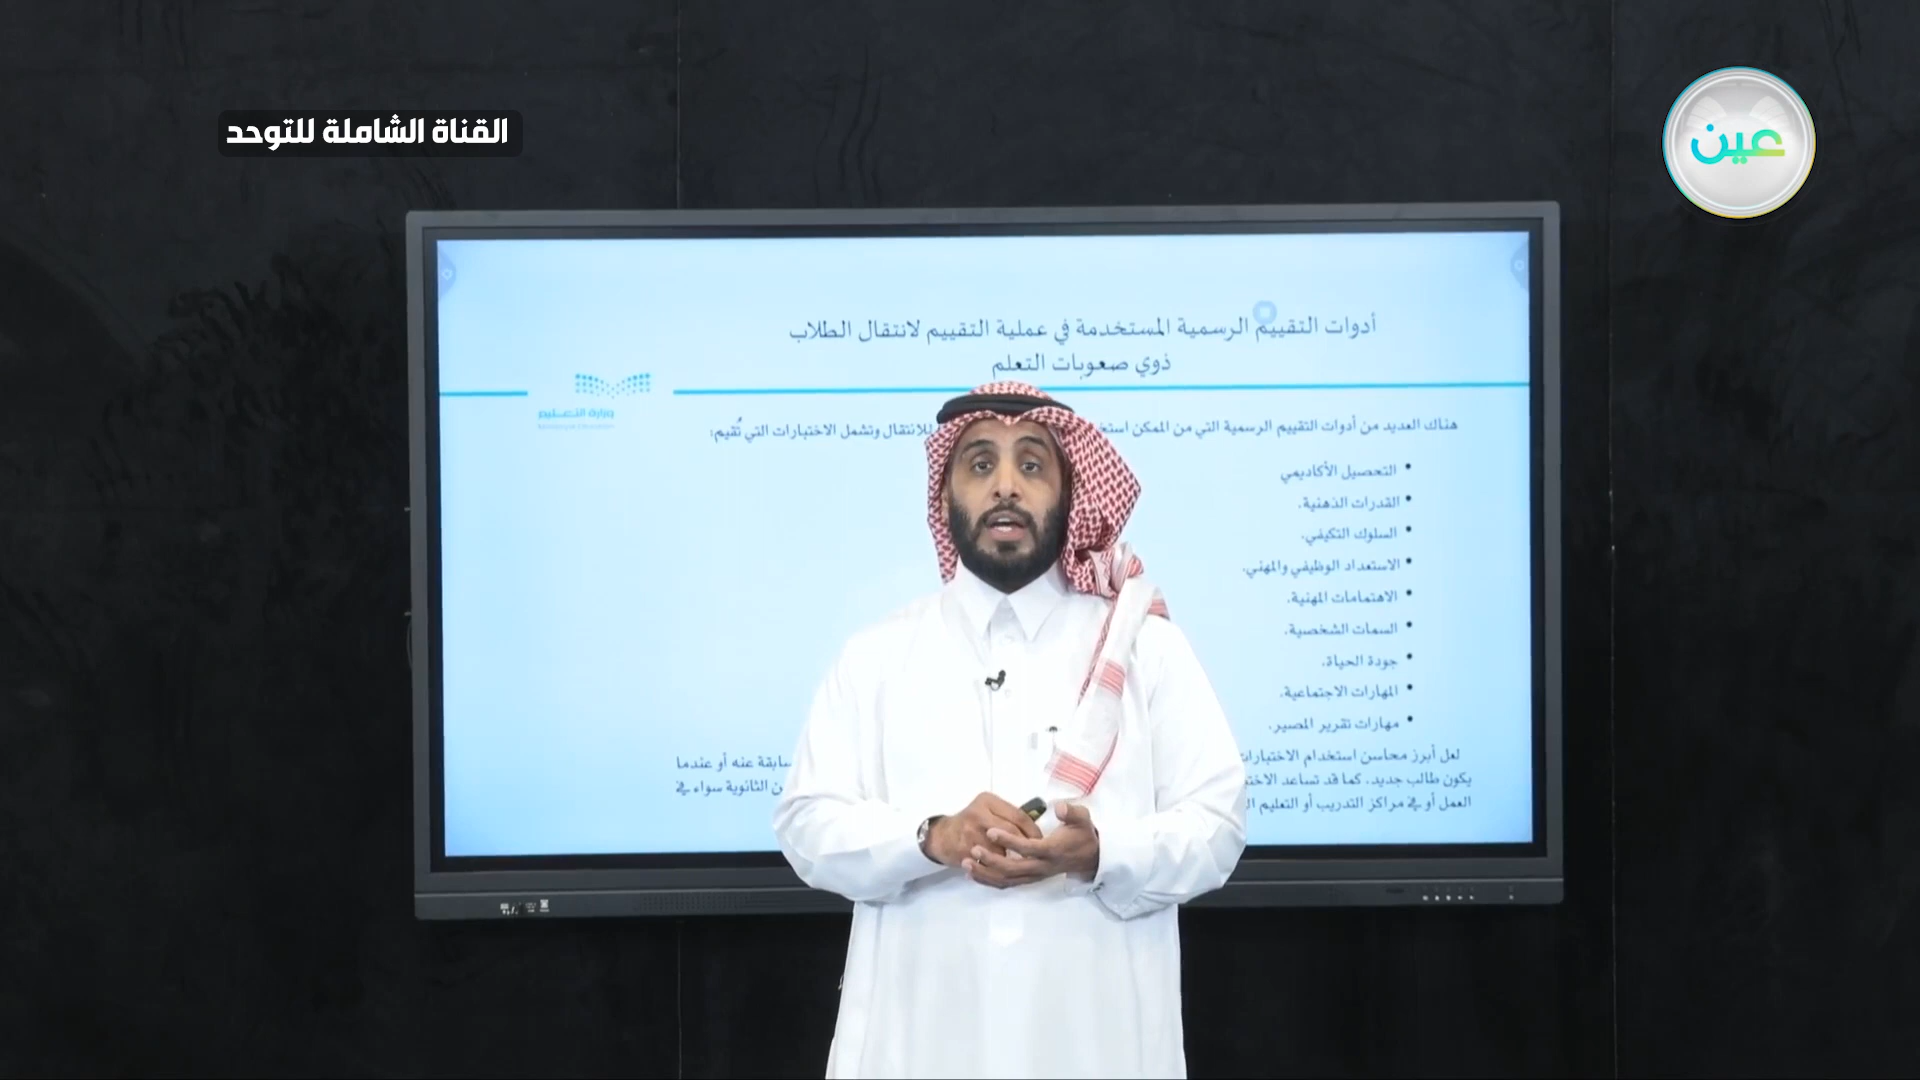 القناة الشاملة للتوحد
عين
أدوات التقييم الرسمية المستخدمة في عملية التقييم لانتقال الطلاب
ذوي صعوبات التعلم
وزارة التعليم
Ministry of Education
هناك العديد من أدوات التقييم الرسمية التي من الممكن للانتقال وتشمل الاختبارات التي تُقيم:
• التحصيل الأكاديمي
• القدرات الذهنية.
• السلوك التكيفي.
• الاستعداد الوظيفي والمهني.
• الاهتمامات المهنية.
• السمات الشخصية.
• جودة الحياة.
• المهارات الاجتماعية.
• مهارات تقرير المصير.
لعل أبرز محاسن استخدام الاختبارات سابقة عنه أو عندما
يكون طالب جديد. كما قد تساعد الثانوية سواء في
العمل أو في مراكز التدريب أو التعليم